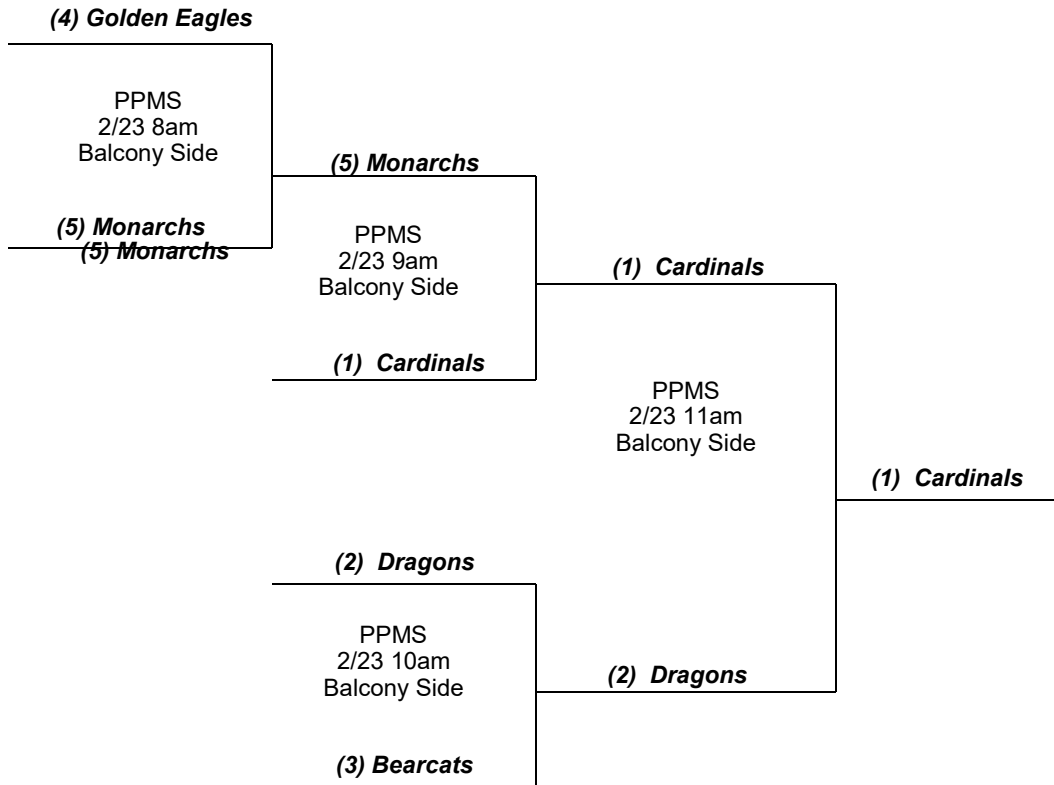 (4) Golden Eagles
PPMS
2/23 8am
Balcony Side
(5) Monarchs
(5) Monarchs
(5) Monarchs
PPMS
2/23 9am
Balcony Side
(1) Cardinals
(1) Cardinals
PPMS
2/23 11am
Balcony Side
(1) Cardinals
(2) Dragons
PPMS
2/23 10am
Balcony Side
(2) Dragons
(3) Bearcats